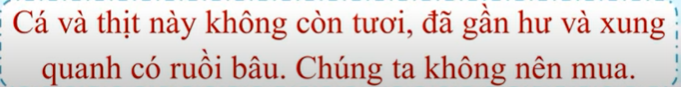 Cá và thịt này không còn tươi, đã gần hư và xung
quanh có ruồi bâu. Chúng ta không nên mua.